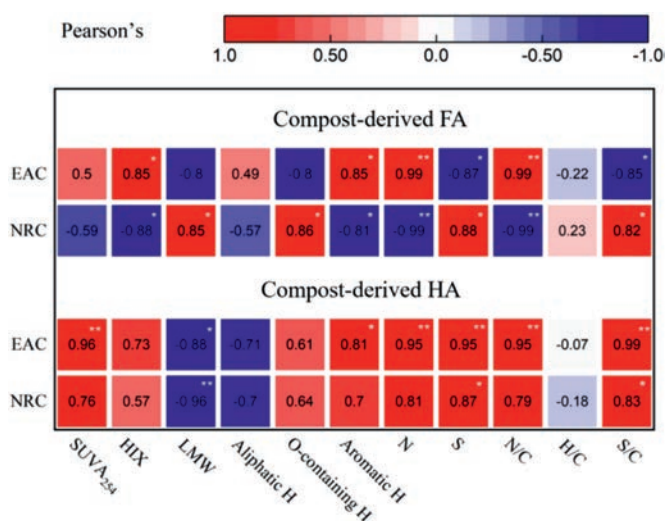 Pearson's
1.0 0.50 0.0 -0.50 -1.00
Compost-derived FA
EAC 0.5 0.85* -0.8 0.49 -0.8 0.85* 0.99** -0.87* 0.99** -0.22 -0.85*
NRC -0.59 -0.88* 0.85* -0.57 0.86* -0.81* -0.99** 0.88* -0.99** 0.23 0.82*
Compost-derived HA
EAC 0.96** 0.73 -0.88* -0.71 0.61 0.81* 0.95** 0.95** 0.95** -0.07 0.99**
NRC 0.76 0.57 -0.96** -0.7 0.64 0.7 0.81 0.87* 0.79 -0.18 0.83*
SUVA254 HIX LMW Aliphatic H O-containing H Aromatic H N S N/C H/C S/C